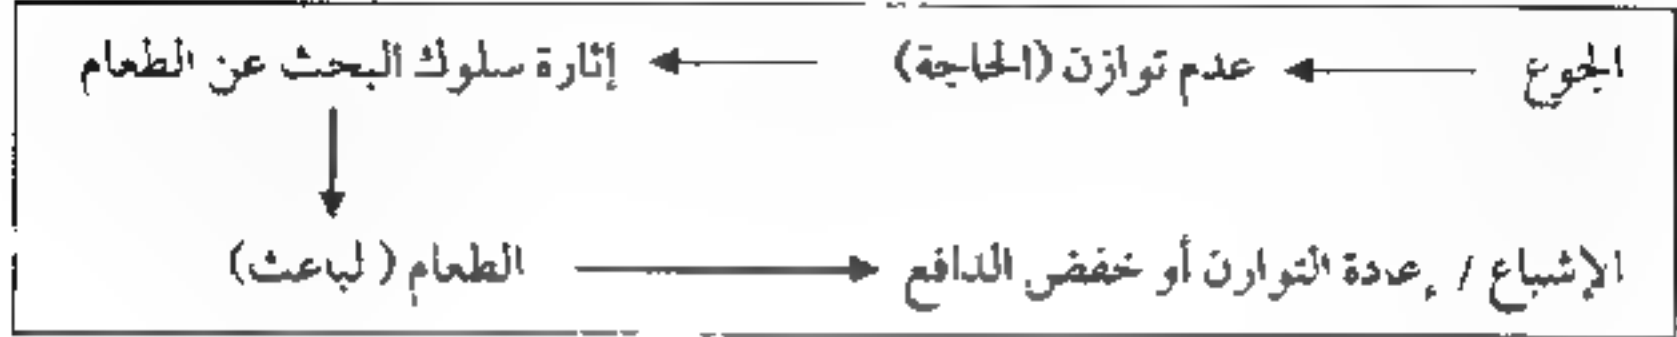 الجوع عدم توازن (الحاجة) إثارة سلوك البحث عن الطعام
الإشباع / إعادة التوازن أو خفض الدافع الطعام (الباعث)